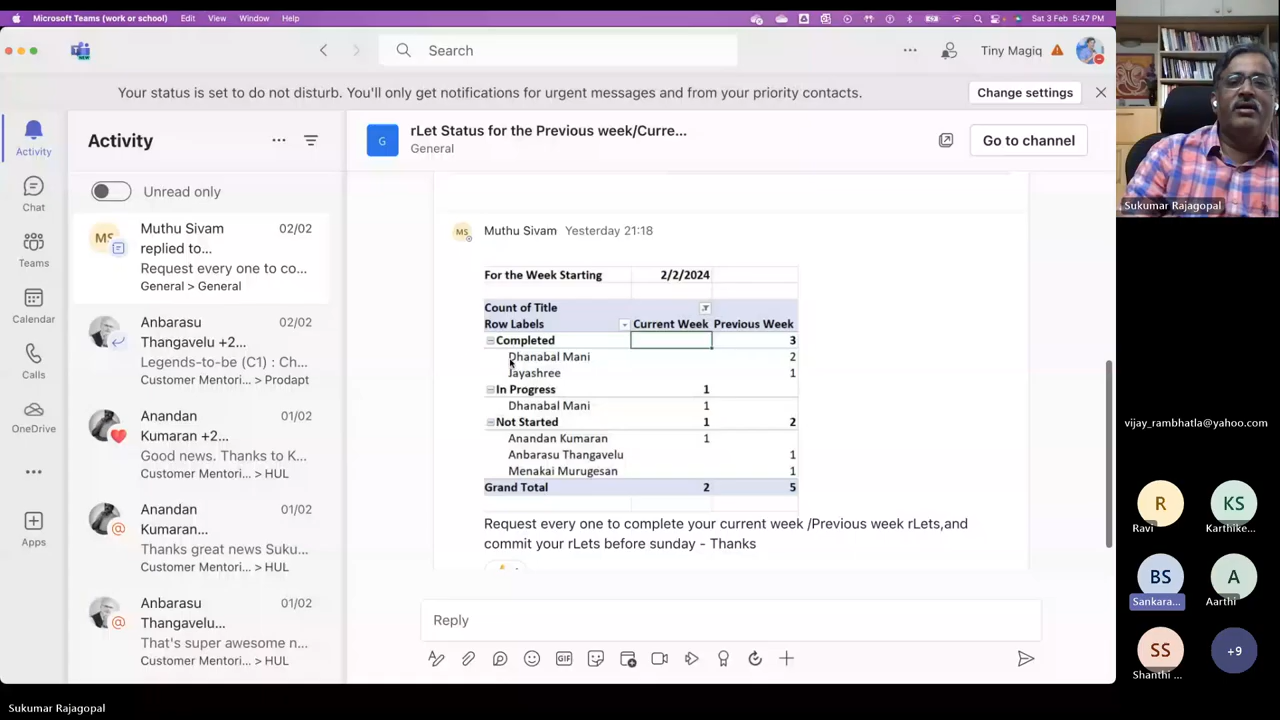 Microsoft Teams (work or school) Edit View Window Help Sat 3 Feb 5:47 PM
Search
Tiny Magiq
NEW
Your status is set to do not disturb. You'll only get notifications for urgent messages and from your priority contacts.
Change settings
Activity
Chat
Teams
Calendar
Calls
OneDrive
Apps
Activity
Unread only
MS
Muthu Sivam 02/02
replied to...
Request every one to co...
General > General
Anbarasu 02/02
Thangavelu +2...
Legends-to-be (C1) : Ch...
Customer Mentori... > Prodapt
Anandan 01/02
Kumaran +2...
Good news. Thanks to K...
Customer Mentori... > HUL
Anandan 01/02
Kumaran...
Thanks great news Suku...
Customer Mentori... > HUL
Anbarasu 01/02
Thangavelu...
That's super awesome n...
Customer Mentori... > HUL
G
rLet Status for the Previous week/Curre...
General
Go to channel
MS
Muthu Sivam Yesterday 21:18
For the Week Starting 2/2/2024
Count of Title
Row Labels Current Week Previous Week
Completed 3
Dhanabal Mani 2
Jayashree 1
In Progress 1
Dhanabal Mani 1
Not Started 1 2
Anandan Kumaran 1
Anbarasu Thangavelu 1
Menakai Murugesan 1
Grand Total 2 5
Request every one to complete your current week /Previous week rLets,and
commit your rLets before sunday - Thanks
Reply
GIF
Sukumar Rajagopal
vijay_rambhatla@yahoo.com
R KS
Ravi Karthike...
BS A
Sankara... Aarthi
SS +9
Shanthi ...
Sukumar Rajagopal